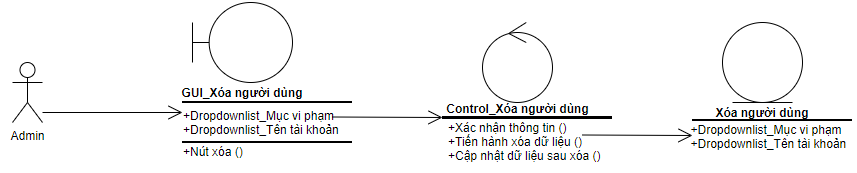 Admin
GUI_Xóa người dùng
+Dropdownlist_Mục vi phạm
+Dropdownlist_Tên tài khoản
+Nút xóa ()
Control_Xóa người dùng
+Xác nhận thông tin ()
+Tiến hành xóa dữ liệu ()
+Cập nhật dữ liệu sau xóa ()
Xóa người dùng
+Dropdownlist_Mục vi phạm
+Dropdownlist_Tên tài khoản